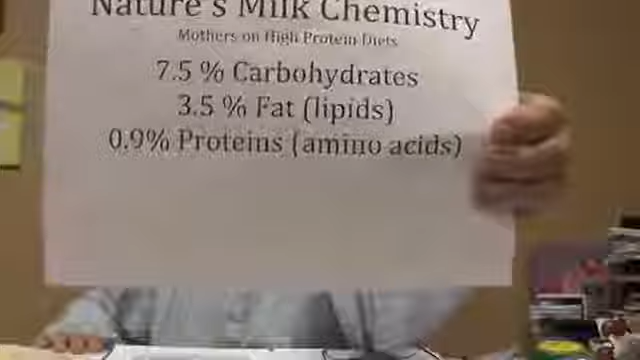 Nature's Milk Chemistry
Mothers on High Protein Diets
7.5 % Carbohydrates
3.5 % Fat (lipids)
0.9% Proteins (amino acids)